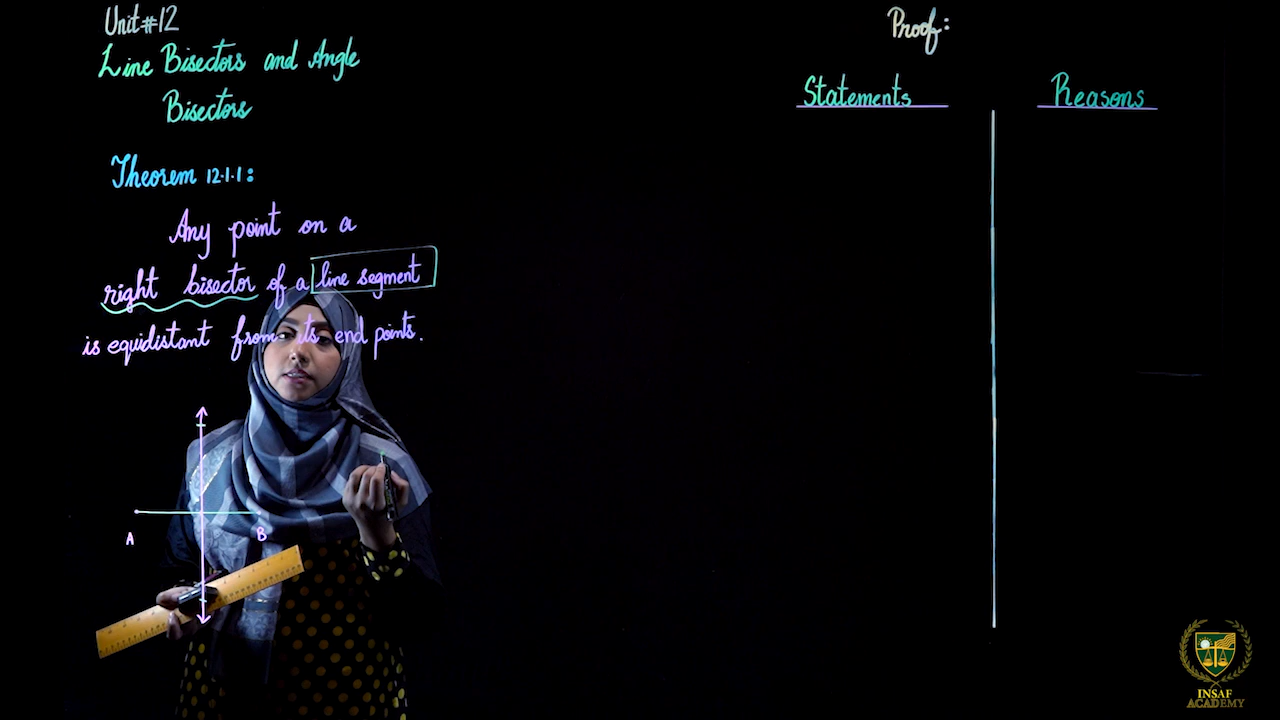 Unit#12
Line Bisectors and Angle
Bisectors
Theorem 12.1.1:
Any point on a
right bisector of a line segment
is equidistant from its end points.
A
B
Proof:
Statements
Reasons
INSAF
ACADEMY